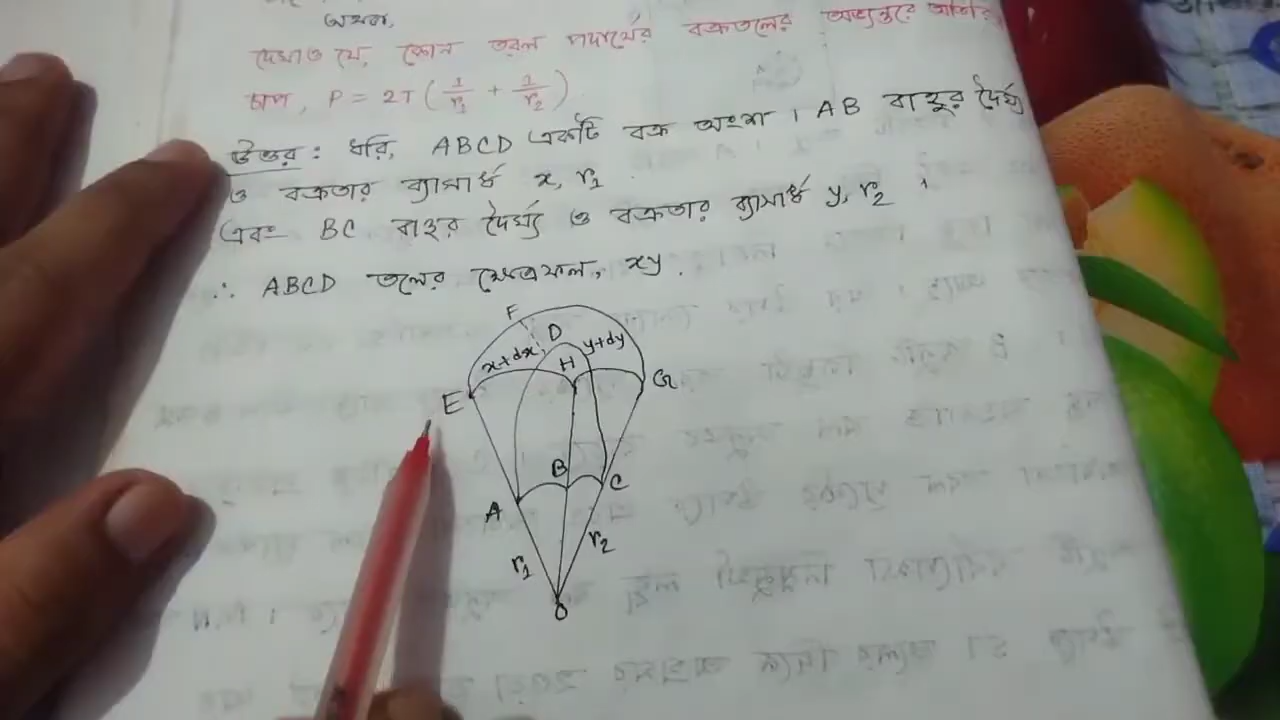 অথবা,
দেখাও যে, কোন তরল পদার্থের বক্রতলের অভ্যন্তরে অতিরি
চাপ, P = 2T (1/r₁ + 1/r₂)
উত্তর : ধরি, ABCD একটি বক্র অংশ । AB বাহুর দৈর্ঘ্য
ও বক্রতার ব্যাসার্ধ x, r₁ .
এবং BC বাহুর দৈর্ঘ্য ও বক্রতার ব্যাসার্ধ y, r₂ ।
∴ ABCD তলের ক্ষেত্রফল, xy .
F
D
x+dx
H
y+dy
E
G
B
C
A
r₁
r₂
O